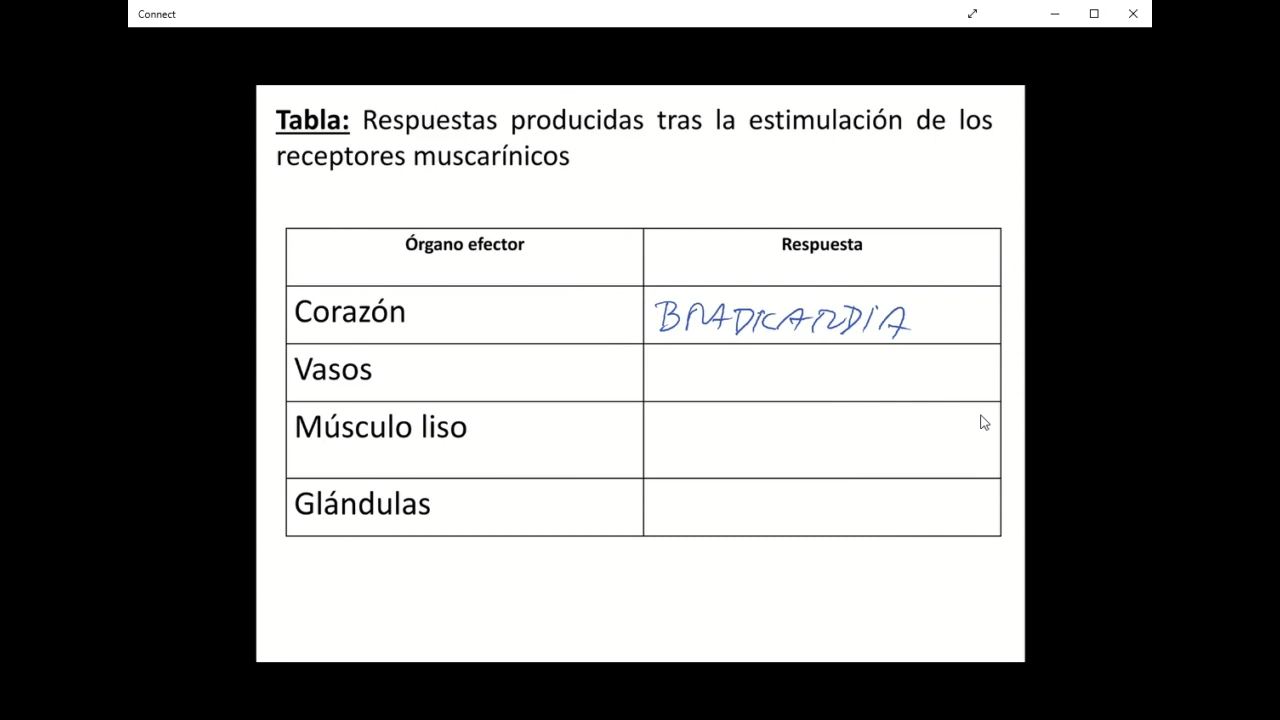 Connect
Tabla: Respuestas producidas tras la estimulación de los
receptores muscarínicos
Órgano efector
Respuesta
Corazón
BRADICARDIA
Vasos
Músculo liso
Glándulas